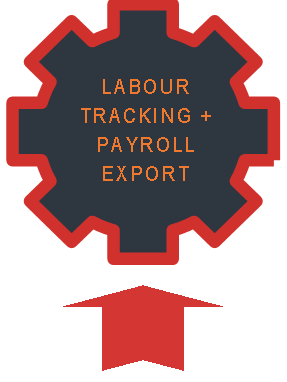 LABOUR
TRACKING +
PAYROLL
EXPORT